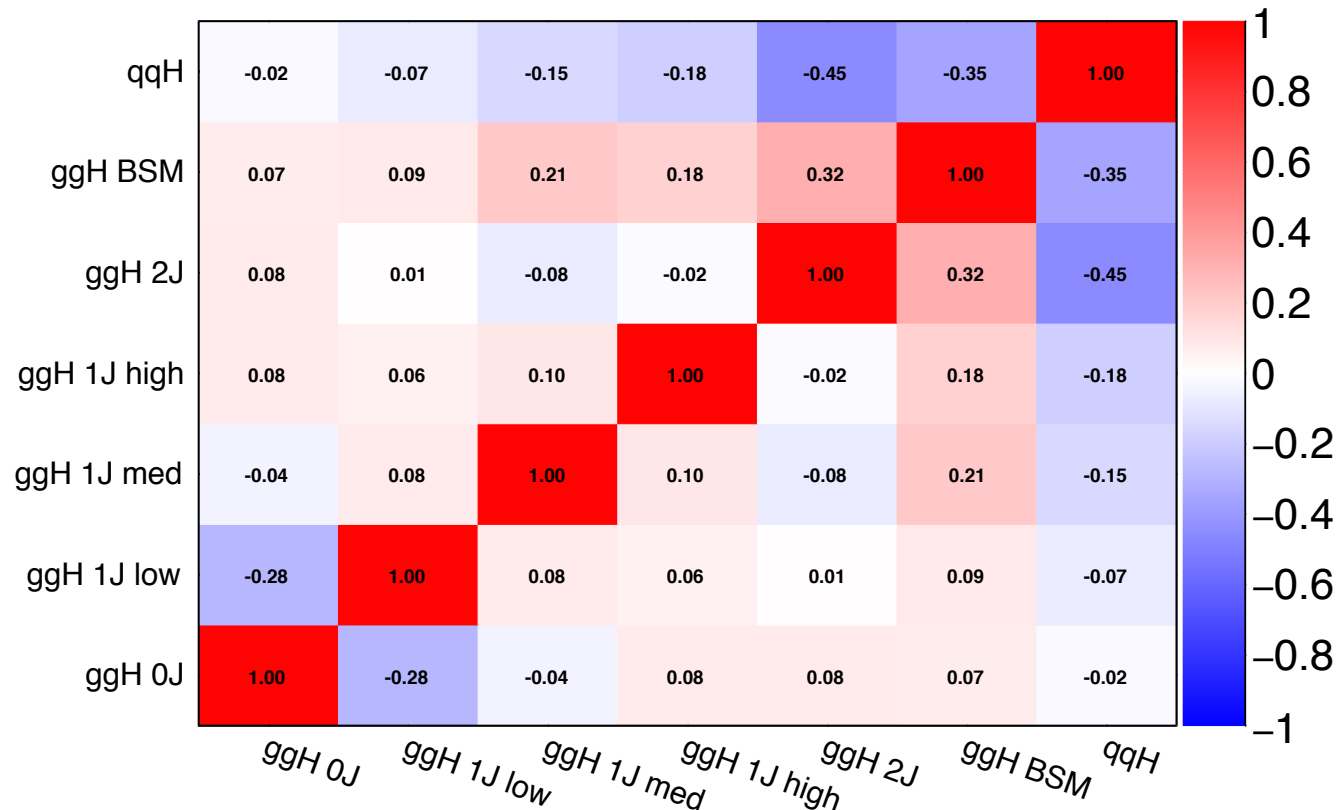 qqH -0.02 -0.07 -0.15 -0.18 -0.45 -0.35 1.00
ggH BSM 0.07 0.09 0.21 0.18 0.32 1.00 -0.35
ggH 2J 0.08 0.01 -0.08 -0.02 1.00 0.32 -0.45
ggH 1J high 0.08 0.06 0.10 1.00 -0.02 0.18 -0.18
ggH 1J med -0.04 0.08 1.00 0.10 -0.08 0.21 -0.15
ggH 1J low -0.28 1.00 0.08 0.06 0.01 0.09 -0.07
ggH 0J 1.00 -0.28 -0.04 0.08 0.08 0.07 -0.02
ggH 0J ggH 1J low ggH 1J med ggH 1J high ggH 2J ggH BSM qqH
1
0.8
0.6
0.4
0.2
0
−0.2
−0.4
−0.6
−0.8
−1